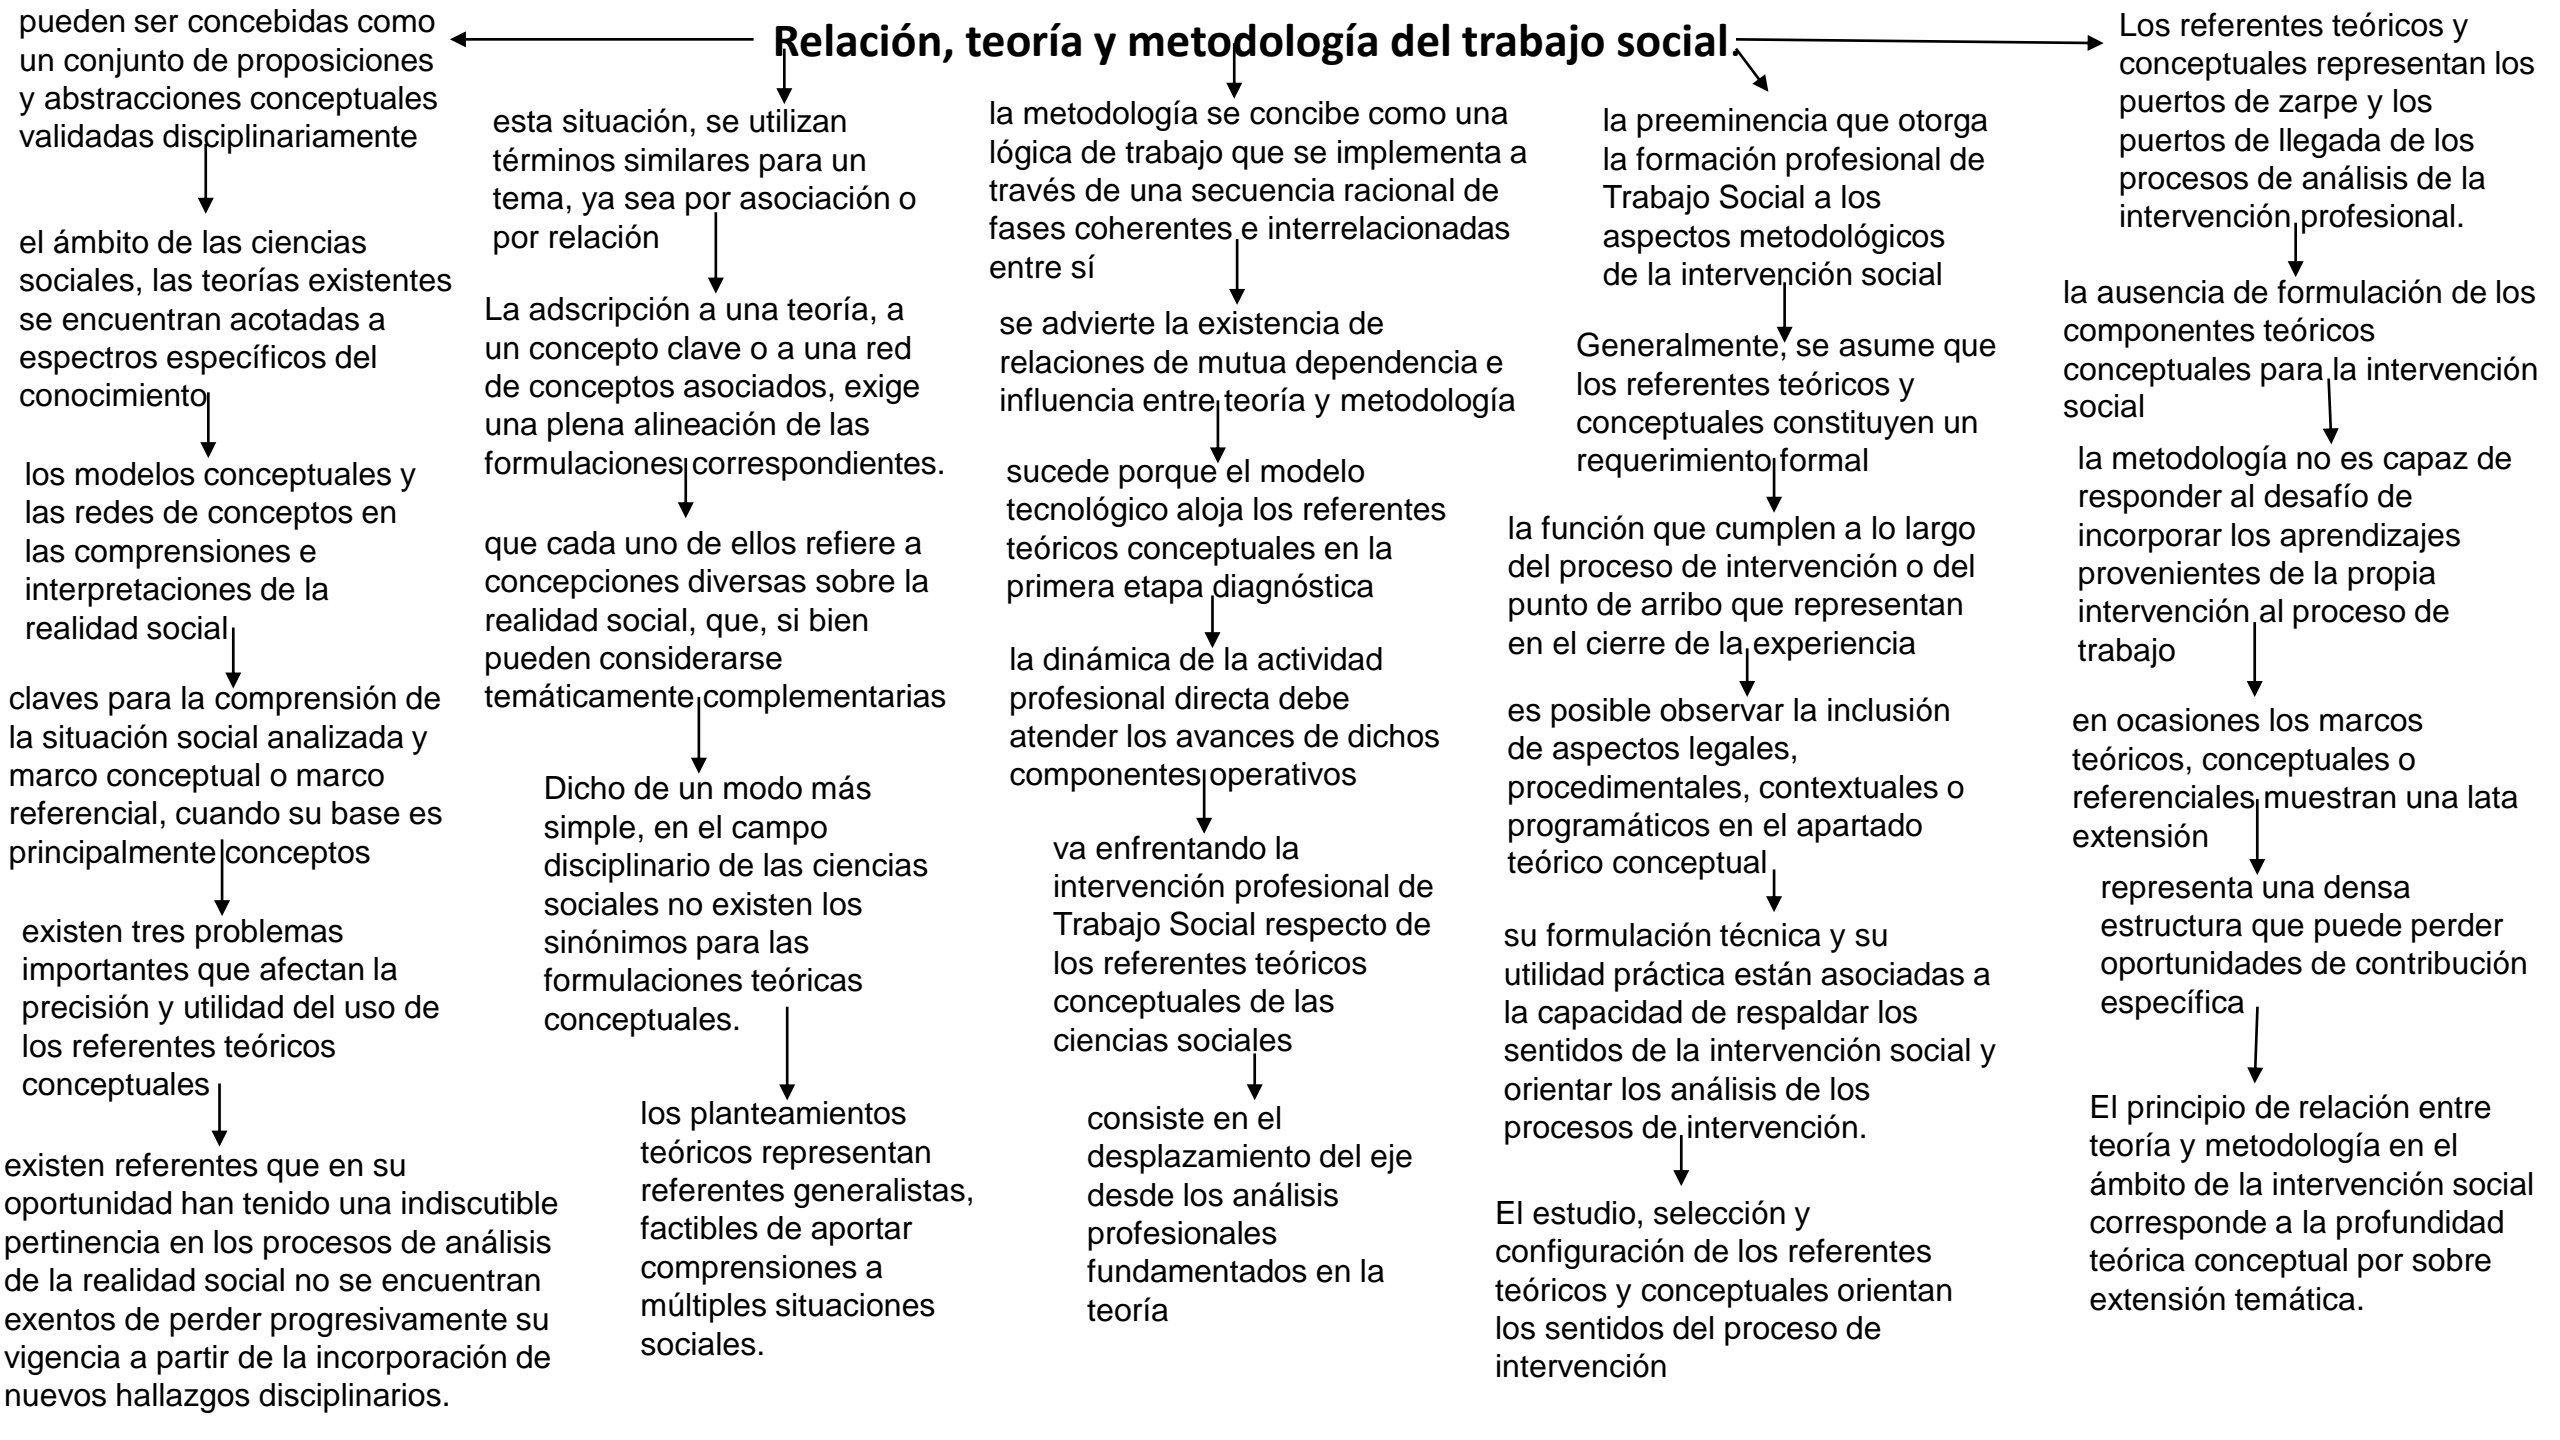 Relación, teoría y metodología del trabajo social.
pueden ser concebidas como
un conjunto de proposiciones
y abstracciones conceptuales
validadas disciplinariamente
el ámbito de las ciencias
sociales, las teorías existentes
se encuentran acotadas a
espectros específicos del
conocimiento
los modelos conceptuales y
las redes de conceptos en
las comprensiones e
interpretaciones de la
realidad social
claves para la comprensión de
la situación social analizada y
marco conceptual o marco
referencial, cuando su base es
principalmente conceptos
existen tres problemas
importantes que afectan la
precisión y utilidad del uso de
los referentes teóricos
conceptuales
existen referentes que en su
oportunidad han tenido una indiscutible
pertinencia en los procesos de análisis
de la realidad social no se encuentran
exentos de perder progresivamente su
vigencia a partir de la incorporación de
nuevos hallazgos disciplinarios.
esta situación, se utilizan
términos similares para un
tema, ya sea por asociación o
por relación
La adscripción a una teoría, a
un concepto clave o a una red
de conceptos asociados, exige
una plena alineación de las
formulaciones correspondientes.
que cada uno de ellos refiere a
concepciones diversas sobre la
realidad social, que, si bien
pueden considerarse
temáticamente complementarias
Dicho de un modo más
simple, en el campo
disciplinario de las ciencias
sociales no existen los
sinónimos para las
formulaciones teóricas
conceptuales.
los planteamientos
teóricos representan
referentes generalistas,
factibles de aportar
comprensiones a
múltiples situaciones
sociales.
la metodología se concibe como una
lógica de trabajo que se implementa a
través de una secuencia racional de
fases coherentes e interrelacionadas
entre sí
se advierte la existencia de
relaciones de mutua dependencia e
influencia entre teoría y metodología
sucede porque el modelo
tecnológico aloja los referentes
teóricos conceptuales en la
primera etapa diagnóstica
la dinámica de la actividad
profesional directa debe
atender los avances de dichos
componentes operativos
va enfrentando la
intervención profesional de
Trabajo Social respecto de
los referentes teóricos
conceptuales de las
ciencias sociales
consiste en el
desplazamiento del eje
desde los análisis
profesionales
fundamentados en la
teoría
la preeminencia que otorga
la formación profesional de
Trabajo Social a los
aspectos metodológicos
de la intervención social
Generalmente, se asume que
los referentes teóricos y
conceptuales constituyen un
requerimiento formal
la función que cumplen a lo largo
del proceso de intervención o del
punto de arribo que representan
en el cierre de la experiencia
es posible observar la inclusión
de aspectos legales,
procedimentales, contextuales o
programáticos en el apartado
teórico conceptual
su formulación técnica y su
utilidad práctica están asociadas a
la capacidad de respaldar los
sentidos de la intervención social y
orientar los análisis de los
procesos de intervención.
El estudio, selección y
configuración de los referentes
teóricos y conceptuales orientan
los sentidos del proceso de
intervención
Los referentes teóricos y
conceptuales representan los
puertos de zarpe y los
puertos de llegada de los
procesos de análisis de la
intervención profesional.
la ausencia de formulación de los
componentes teóricos
conceptuales para la intervención
social
la metodología no es capaz de
responder al desafío de
incorporar los aprendizajes
provenientes de la propia
intervención al proceso de
trabajo
en ocasiones los marcos
teóricos, conceptuales o
referenciales muestran una lata
extensión
representa una densa
estructura que puede perder
oportunidades de contribución
específica
El principio de relación entre
teoría y metodología en el
ámbito de la intervención social
corresponde a la profundidad
teórica conceptual por sobre
extensión temática.